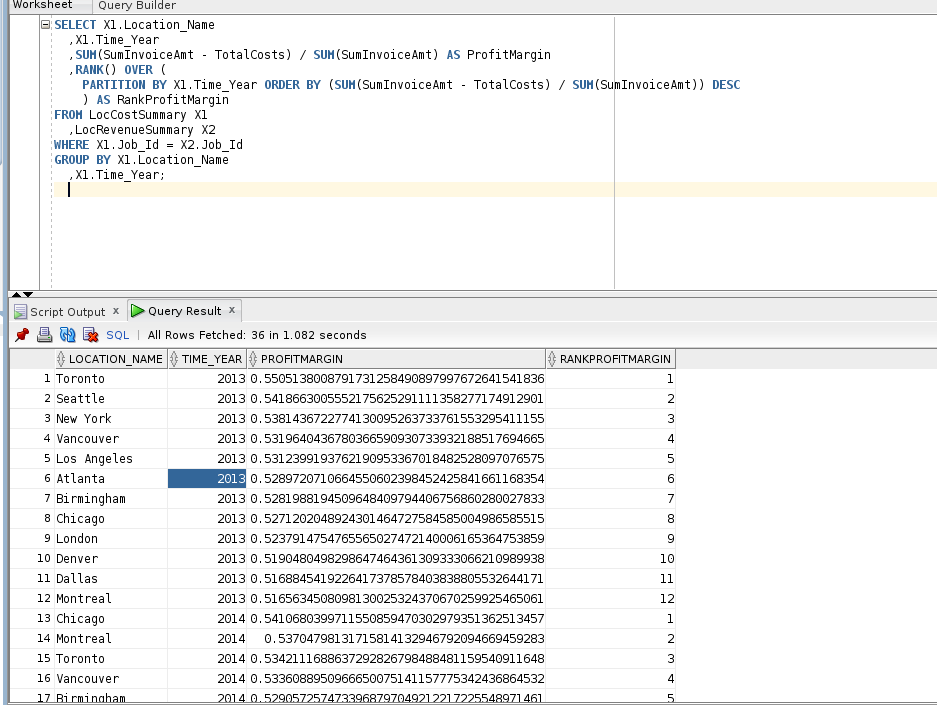 Worksheet Query Builder
SELECT X1.Location_Name
,X1.Time_Year
,SUM(SumInvoiceAmt - TotalCosts) / SUM(SumInvoiceAmt) AS ProfitMargin
,RANK() OVER (
PARTITION BY X1.Time_Year ORDER BY (SUM(SumInvoiceAmt - TotalCosts) / SUM(SumInvoiceAmt)) DESC
) AS RankProfitMargin
FROM LocCostSummary X1
,LocRevenueSummary X2
WHERE X1.Job_Id = X2.Job_Id
GROUP BY X1.Location_Name
,X1.Time_Year;
Script Output x Query Result x
SQL | All Rows Fetched: 36 in 1.082 seconds
LOCATION_NAME TIME_YEAR PROFITMARGIN RANKPROFITMARGIN
1 Toronto 2013 0.5505138008791731258490897997672641541836 1
2 Seattle 2013 0.5418663005552175625291111358277174912901 2
3 New York 2013 0.5381436722774130095263733761553295411155 3
4 Vancouver 2013 0.5319640436780366590930733932188517694665 4
5 Los Angeles 2013 0.5312399193762190953367018482528097076575 5
6 Atlanta 2013 0.5289720710664550602398452425841661168354 6
7 Birmingham 2013 0.5281988194509648409794406756860280027833 7
8 Chicago 2013 0.5271202048924301464727584585004986585515 8
9 London 2013 0.5237914754765565027472140006165364753859 9
10 Denver 2013 0.5190480498298647464361309333066210989938 10
11 Dallas 2013 0.5168845419226417378578403838805532644171 11
12 Montreal 2013 0.5165634508098130025324370670259925465061 12
13 Chicago 2014 0.5410680399711550859470302979351362513457 1
14 Montreal 2014 0.537047981317158141329467920946694592​83 2
15 Toronto 2014 0.5342111688637292826798488481159540911648 3
16 Vancouver 2014 0.5336088950966650075141157775342436864532 4
17 Birmingham 2014 0.5290572574733968797049212217225548971461 5